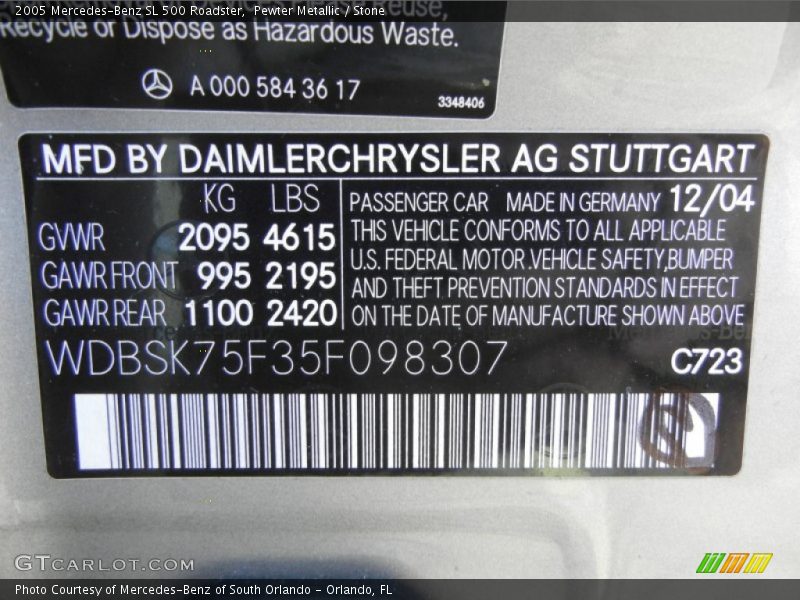 2005 Mercedes-Benz SL 500 Roadster, Pewter Metallic / Stone
Recycle or Dispose as Hazardous Waste.
A 000 584 36 17
3348406
MFD BY DAIMLERCHRYSLER AG STUTTGART
KG LBS
GVWR 2095 4615
GAWR FRONT 995 2195
GAWR REAR 1100 2420
PASSENGER CAR MADE IN GERMANY 12/04
THIS VEHICLE CONFORMS TO ALL APPLICABLE
U.S. FEDERAL MOTOR VEHICLE SAFETY,BUMPER
AND THEFT PREVENTION STANDARDS IN EFFECT
ON THE DATE OF MANUFACTURE SHOWN ABOVE
WDBSK75F35F098307
C723
GTCARLOT.COM
Photo Courtesy of Mercedes-Benz of South Orlando - Orlando, FL